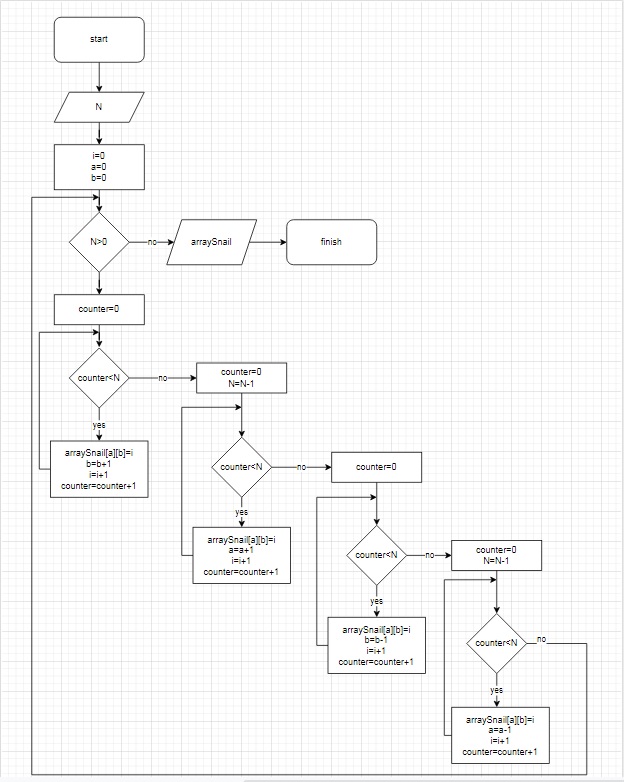 start
N
i=0
a=0
b=0
N>0
no
arraySnail
finish
counter=0
counter<N
no
counter=0
N=N-1
yes
arraySnail[a][b]=i
b=b+1
i=i+1
counter=counter+1
counter<N
no
counter=0
yes
arraySnail[a][b]=i
a=a+1
i=i+1
counter=counter+1
counter<N
no
counter=0
N=N-1
yes
arraySnail[a][b]=i
b=b-1
i=i+1
counter=counter+1
counter<N
no
yes
arraySnail[a][b]=i
a=a-1
i=i+1
counter=counter+1